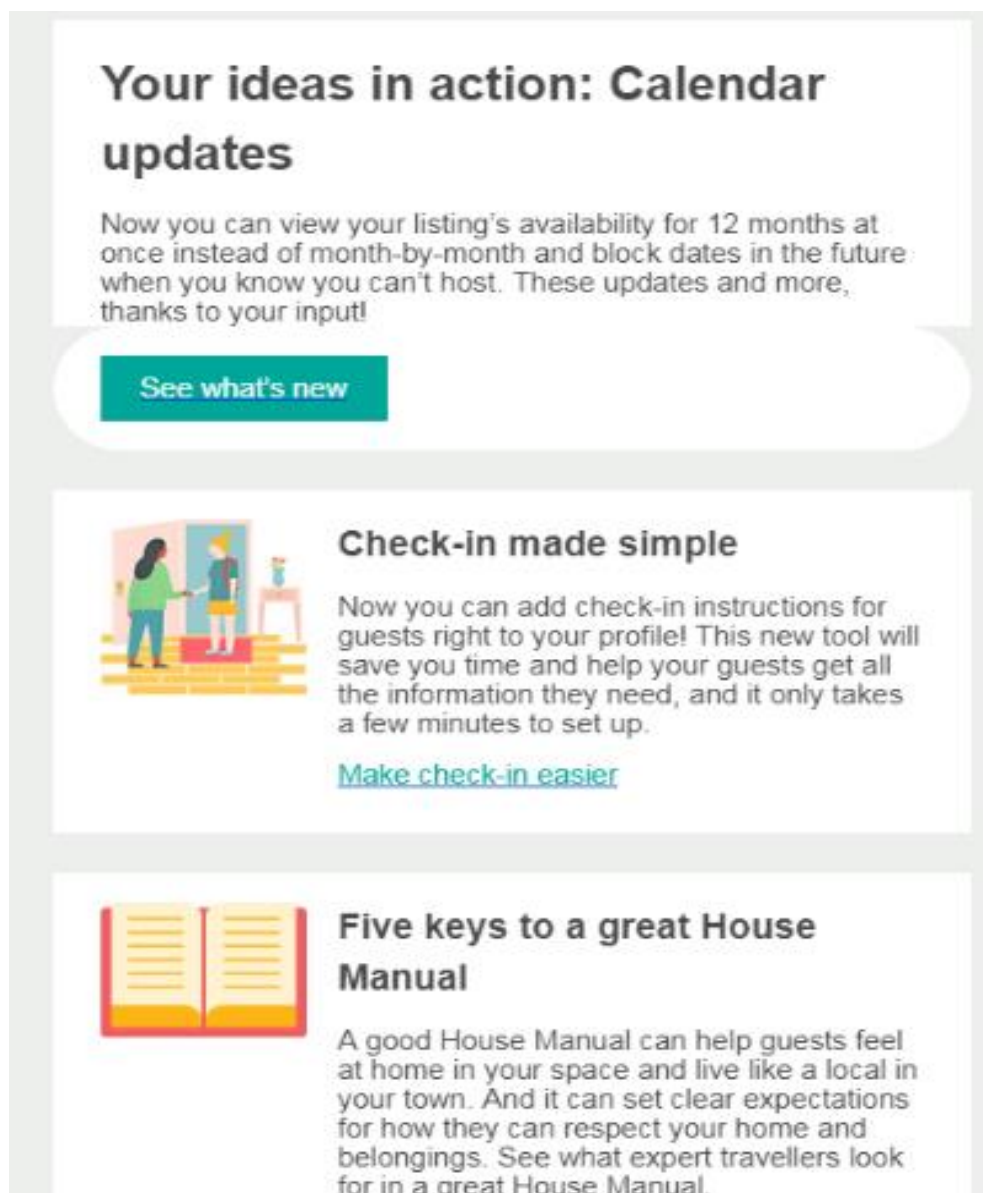 Your ideas in action: Calendar
updates
Now you can view your listing's availability for 12 months at
once instead of month-by-month and block dates in the future
when you know you can't host. These updates and more,
thanks to your input!
See what's new
Check-in made simple
Now you can add check-in instructions for
guests right to your profile! This new tool will
save you time and help your guests get all
the information they need, and it only takes
a few minutes to set up.
Make check-in easier
Five keys to a great House
Manual
A good House Manual can help guests feel
at home in your space and live like a local in
your town. And it can set clear expectations
for how they can respect your home and
belongings. See what expert travellers look
for in a great House Manual.